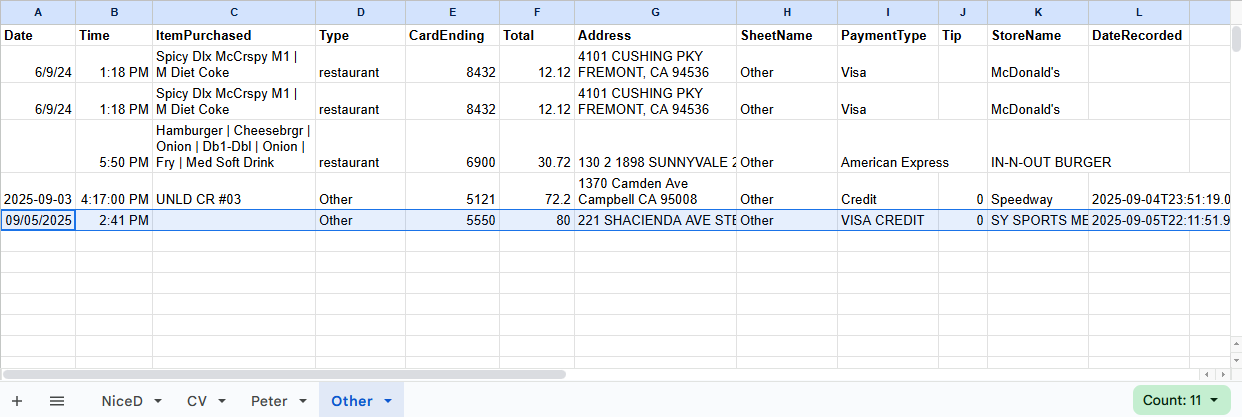 A B C D E F G H I J K L
Date Time ItemPurchased Type CardEnding Total Address SheetName PaymentType Tip StoreName DateRecorded
Spicy Dlx McCrspy M1 | 4101 CUSHING PKY
6/9/24 1:18 PM M Diet Coke restaurant 8432 12.12 FREMONT, CA 94536 Other Visa McDonald's
Spicy Dlx McCrspy M1 | 4101 CUSHING PKY
6/9/24 1:18 PM M Diet Coke restaurant 8432 12.12 FREMONT, CA 94536 Other Visa McDonald's
Hamburger | Cheesebrgr |
Onion | Db1-Dbl | Onion |
5:50 PM Fry | Med Soft Drink restaurant 6900 30.72 130 2 1898 SUNNYVALE 2 Other American Express IN-N-OUT BURGER
1370 Camden Ave
2025-09-03 4:17:00 PM UNLD CR #03 Other 5121 72.2 Campbell CA 95008 Other Credit 0 Speedway 2025-09-04T23:51:19.0
09/05/2025 2:41 PM Other 5550 80 221 SHACIENDA AVE STE Other VISA CREDIT 0 SY SPORTS ME 2025-09-05T22:11:51.9
+ NiceD CV Peter Other Count: 11